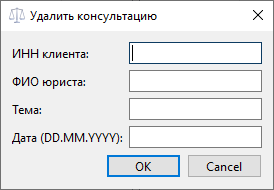 Удалить консультацию
ИНН клиента:
ФИО юриста:
Тема:
Дата (DD.MM.YYYY):
OK Cancel